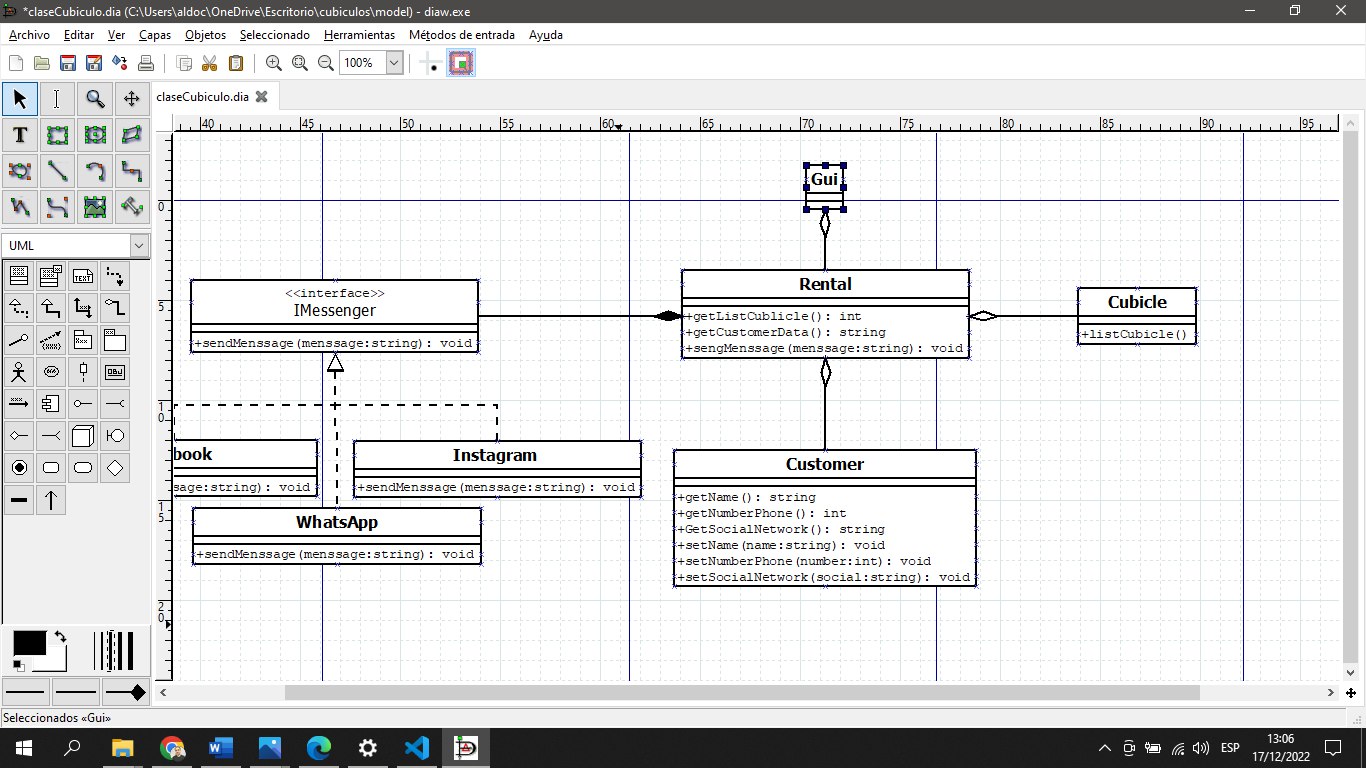 *claseCubiculo.dia (C:\Users\aldoc\OneDrive\Escritorio\cubiculos\model) - diaw.exe
Archivo Editar Ver Capas Objetos Seleccionado Herramientas Métodos de entrada Ayuda
100%
claseCubiculo.dia
40 45 50 55 60 65 70 75 80 85 90 95
T
UML
0
5
10
15
20
Gui
<<interface>>
IMessenger
+sendMenssage(menssage:string): void
Rental
+getListCublicle(): int
+getCustomerData(): string
+sengMenssage(menssage:string): void
Cubicle
+listCubicle()
book
sage:string): void
Instagram
+sendMenssage(menssage:string): void
WhatsApp
+sendMenssage(menssage:string): void
Customer
+getName(): string
+getNumberPhone(): int
+GetSocialNetwork(): string
+setName(name:string): void
+setNumberPhone(number:int): void
+setSocialNetwork(social:string): void
Seleccionados «Gui»
ESP
13:06
17/12/2022